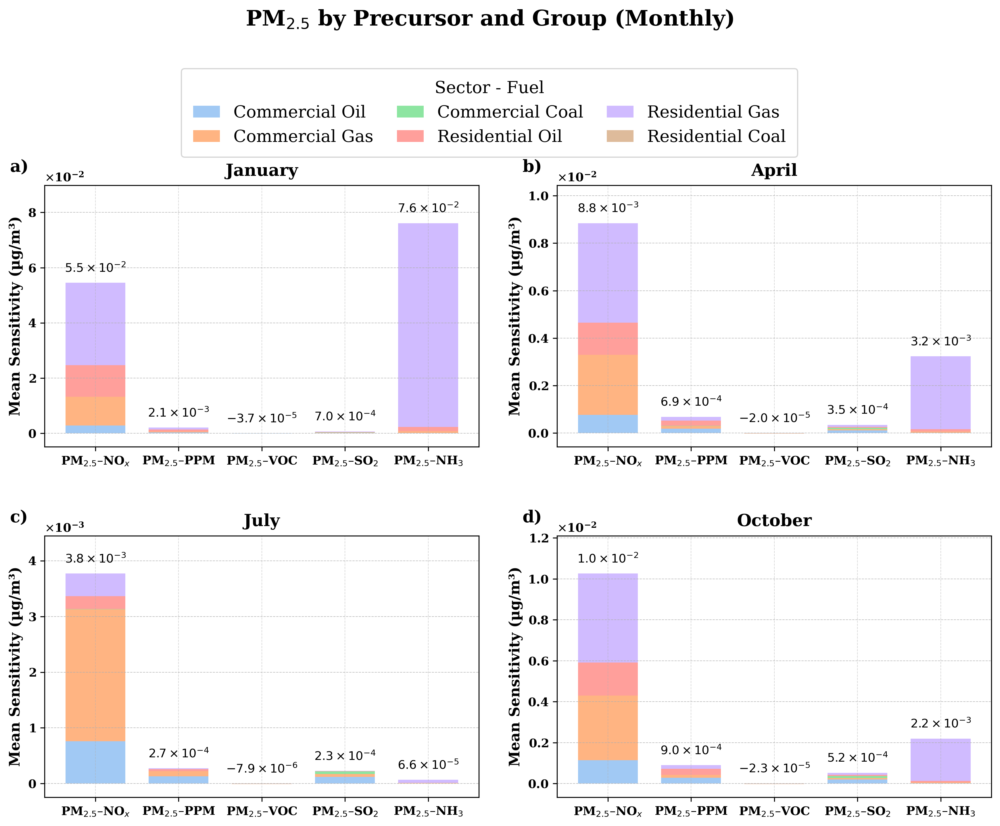 PM₂.₅ by Precursor and Group (Monthly)
Sector - Fuel
Commercial Oil
Commercial Coal
Residential Gas
Commercial Gas
Residential Oil
Residential Coal
a)
January
×10⁻²
Mean Sensitivity (µg/m³)
8
6
4
2
0
5.5 × 10⁻²
2.1 × 10⁻³
−3.7 × 10⁻⁵
7.0 × 10⁻⁴
7.6 × 10⁻²
PM₂.₅–NOₓ
PM₂.₅–PPM
PM₂.₅–VOC
PM₂.₅–SO₂
PM₂.₅–NH₃
b)
April
×10⁻²
Mean Sensitivity (µg/m³)
1.0
0.8
0.6
0.4
0.2
0.0
8.8 × 10⁻³
6.9 × 10⁻⁴
−2.0 × 10⁻⁵
3.5 × 10⁻⁴
3.2 × 10⁻³
PM₂.₅–NOₓ
PM₂.₅–PPM
PM₂.₅–VOC
PM₂.₅–SO₂
PM₂.₅–NH₃
c)
July
×10⁻³
Mean Sensitivity (µg/m³)
4
3
2
1
0
3.8 × 10⁻³
2.7 × 10⁻⁴
−7.9 × 10⁻⁶
2.3 × 10⁻⁴
6.6 × 10⁻⁵
PM₂.₅–NOₓ
PM₂.₅–PPM
PM₂.₅–VOC
PM₂.₅–SO₂
PM₂.₅–NH₃
d)
October
×10⁻²
Mean Sensitivity (µg/m³)
1.2
1.0
0.8
0.6
0.4
0.2
0.0
1.0 × 10⁻²
9.0 × 10⁻⁴
−2.3 × 10⁻⁵
5.2 × 10⁻⁴
2.2 × 10⁻³
PM₂.₅–NOₓ
PM₂.₅–PPM
PM₂.₅–VOC
PM₂.₅–SO₂
PM₂.₅–NH₃